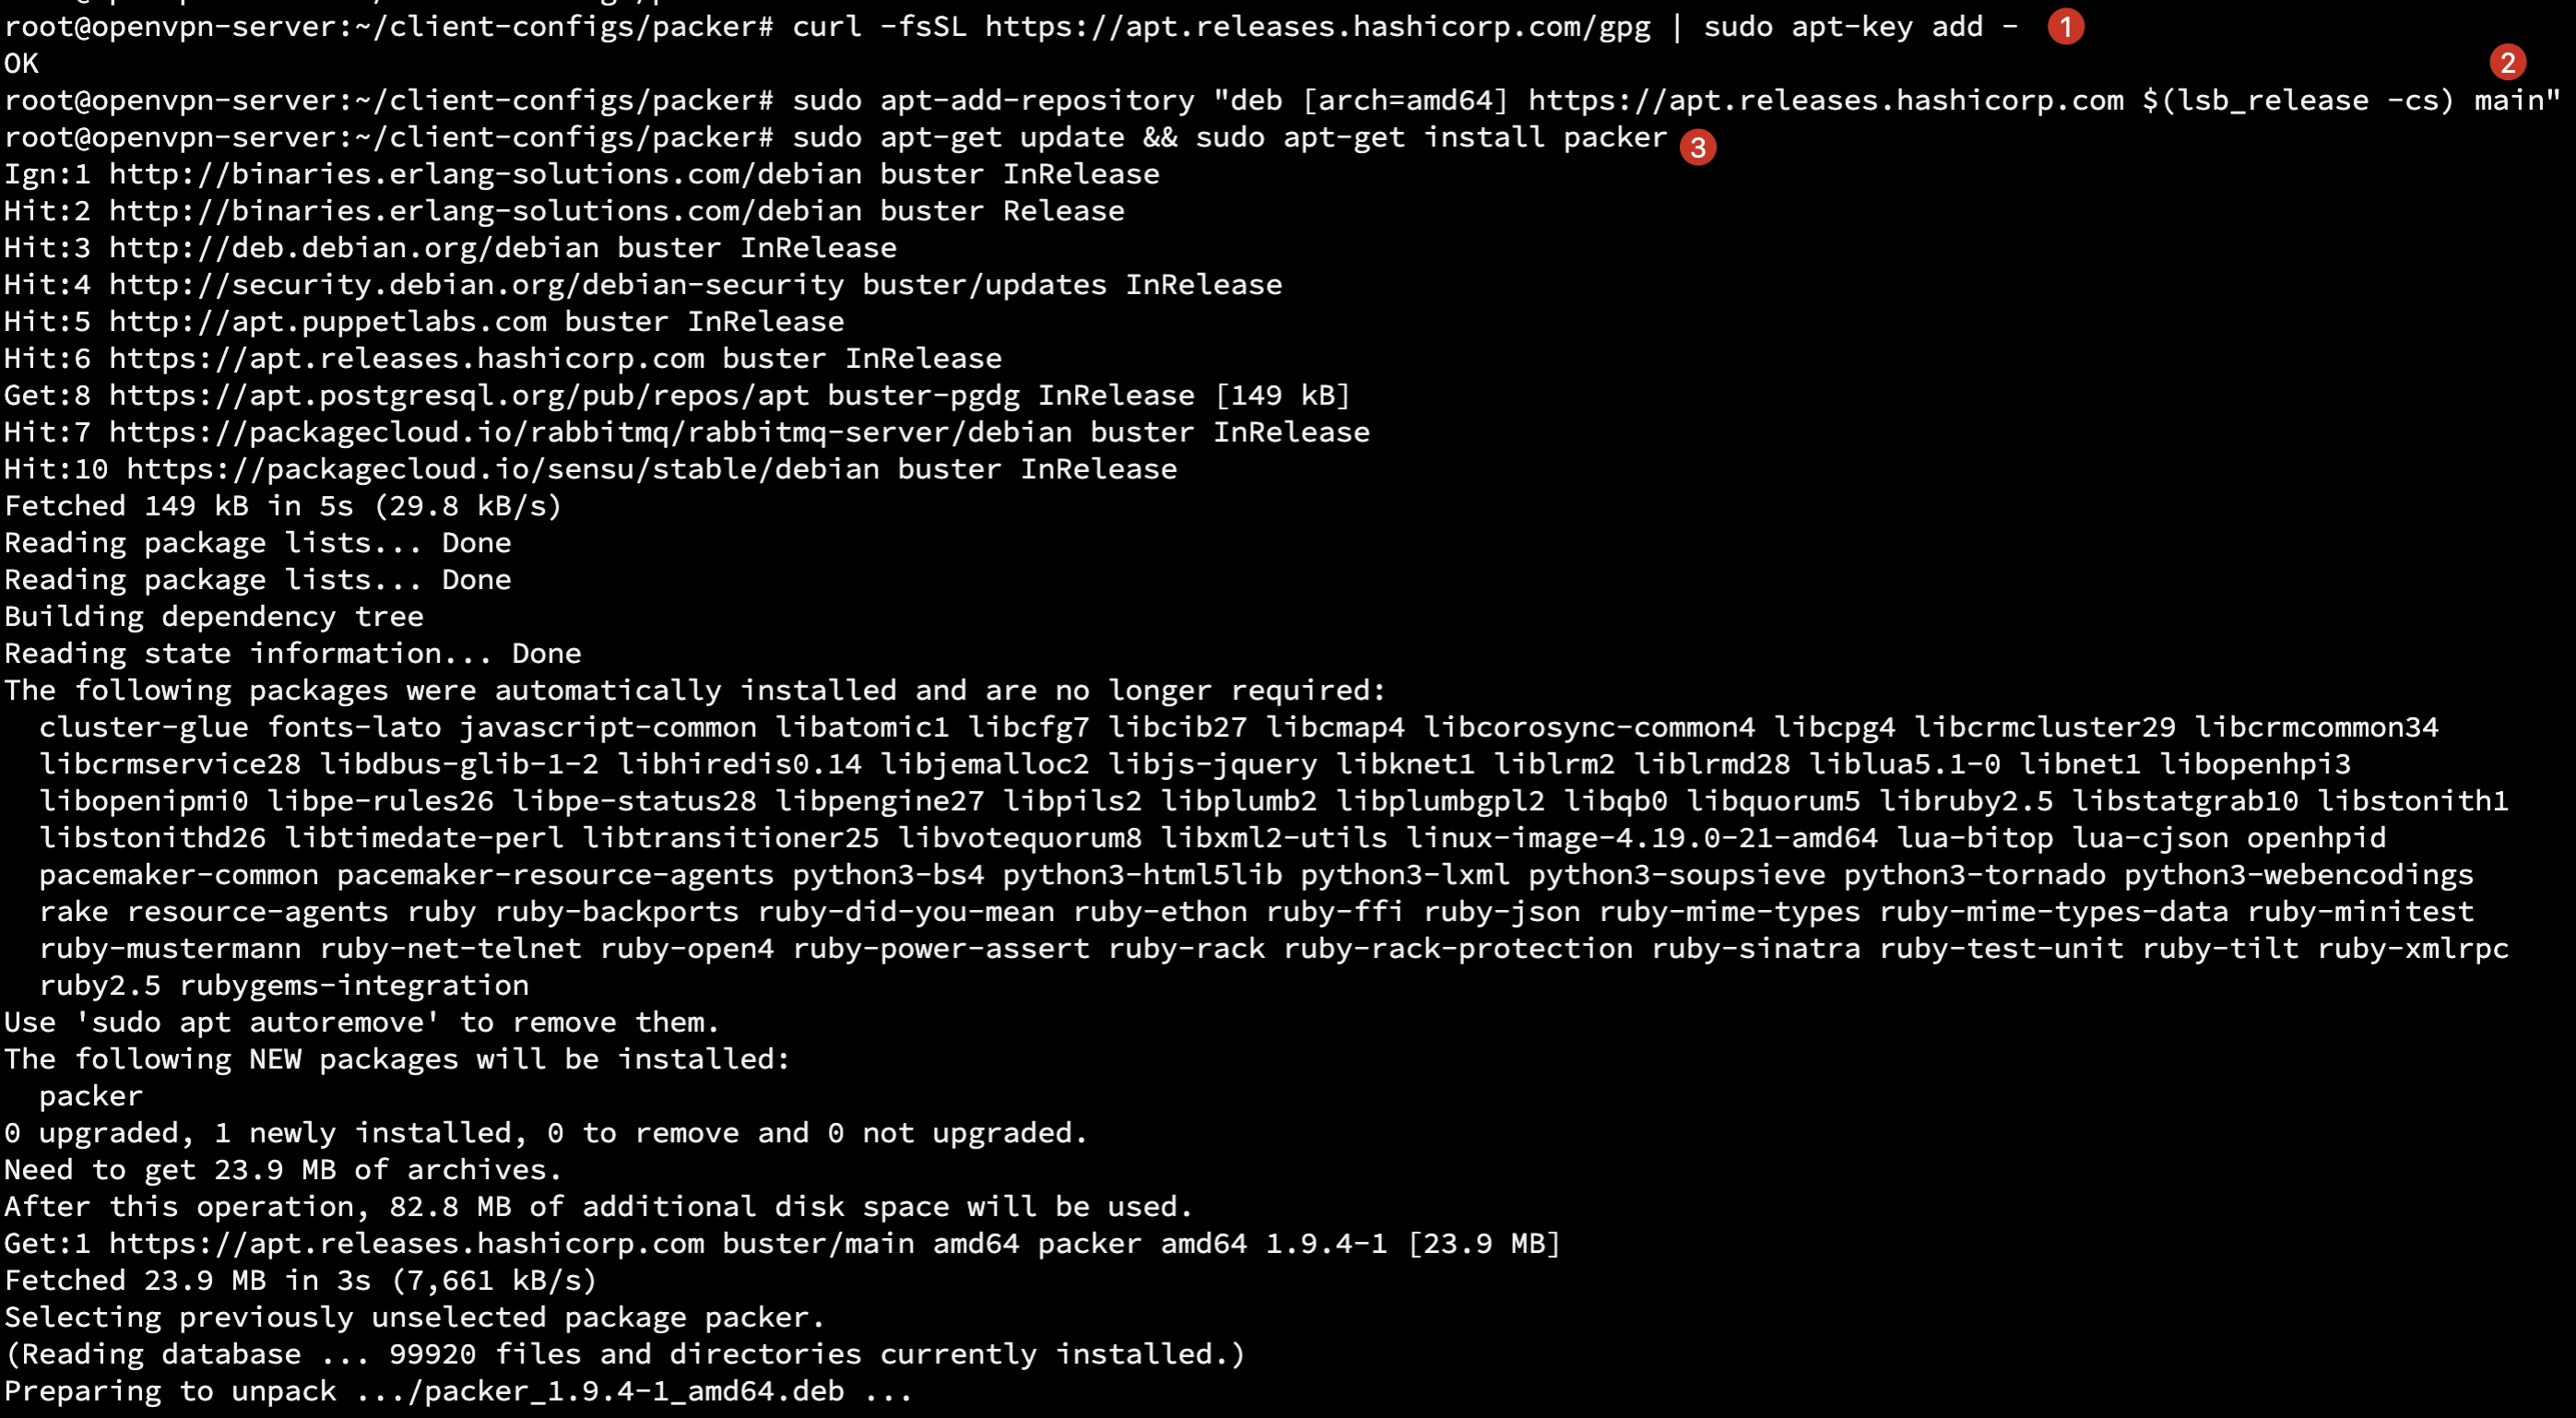 root@openvpn-server:~/client-configs/packer# curl -fsSL https://apt.releases.hashicorp.com/gpg | sudo apt-key add - 1
OK
2
root@openvpn-server:~/client-configs/packer# sudo apt-add-repository "deb [arch=amd64] https://apt.releases.hashicorp.com $(lsb_release -cs) main"
root@openvpn-server:~/client-configs/packer# sudo apt-get update && sudo apt-get install packer 3
Ign:1 http://binaries.erlang-solutions.com/debian buster InRelease
Hit:2 http://binaries.erlang-solutions.com/debian buster Release
Hit:3 http://deb.debian.org/debian buster InRelease
Hit:4 http://security.debian.org/debian-security buster/updates InRelease
Hit:5 http://apt.puppetlabs.com buster InRelease
Hit:6 https://apt.releases.hashicorp.com buster InRelease
Get:8 https://apt.postgresql.org/pub/repos/apt buster-pgdg InRelease [149 kB]
Hit:7 https://packagecloud.io/rabbitmq/rabbitmq-server/debian buster InRelease
Hit:10 https://packagecloud.io/sensu/stable/debian buster InRelease
Fetched 149 kB in 5s (29.8 kB/s)
Reading package lists... Done
Reading package lists... Done
Building dependency tree
Reading state information... Done
The following packages were automatically installed and are no longer required:
  cluster-glue fonts-lato javascript-common libatomic1 libcfg7 libcib27 libcmap4 libcorosync-common4 libcpg4 libcrmcluster29 libcrmcommon34
  libcrmservice28 libdbus-glib-1-2 libhiredis0.14 libjemalloc2 libjs-jquery libknet1 liblrm2 liblrmd28 liblua5.1-0 libnet1 libopenhpi3
  libopenipmi0 libpe-rules26 libpe-status28 libpengine27 libpils2 libplumb2 libplumbgpl2 libqb0 libquorum5 libruby2.5 libstatgrab10 libstonith1
  libstonithd26 libtimedate-perl libtransitioner25 libvotequorum8 libxml2-utils linux-image-4.19.0-21-amd64 lua-bitop lua-cjson openhpid
  pacemaker-common pacemaker-resource-agents python3-bs4 python3-html5lib python3-lxml python3-soupsieve python3-tornado python3-webencodings
  rake resource-agents ruby ruby-backports ruby-did-you-mean ruby-ethon ruby-ffi ruby-json ruby-mime-types ruby-mime-types-data ruby-minitest
  ruby-mustermann ruby-net-telnet ruby-open4 ruby-power-assert ruby-rack ruby-rack-protection ruby-sinatra ruby-test-unit ruby-tilt ruby-xmlrpc
  ruby2.5 rubygems-integration
Use 'sudo apt autoremove' to remove them.
The following NEW packages will be installed:
  packer
0 upgraded, 1 newly installed, 0 to remove and 0 not upgraded.
Need to get 23.9 MB of archives.
After this operation, 82.8 MB of additional disk space will be used.
Get:1 https://apt.releases.hashicorp.com buster/main amd64 packer amd64 1.9.4-1 [23.9 MB]
Fetched 23.9 MB in 3s (7,661 kB/s)
Selecting previously unselected package packer.
(Reading database ... 99920 files and directories currently installed.)
Preparing to unpack .../packer_1.9.4-1_amd64.deb ...